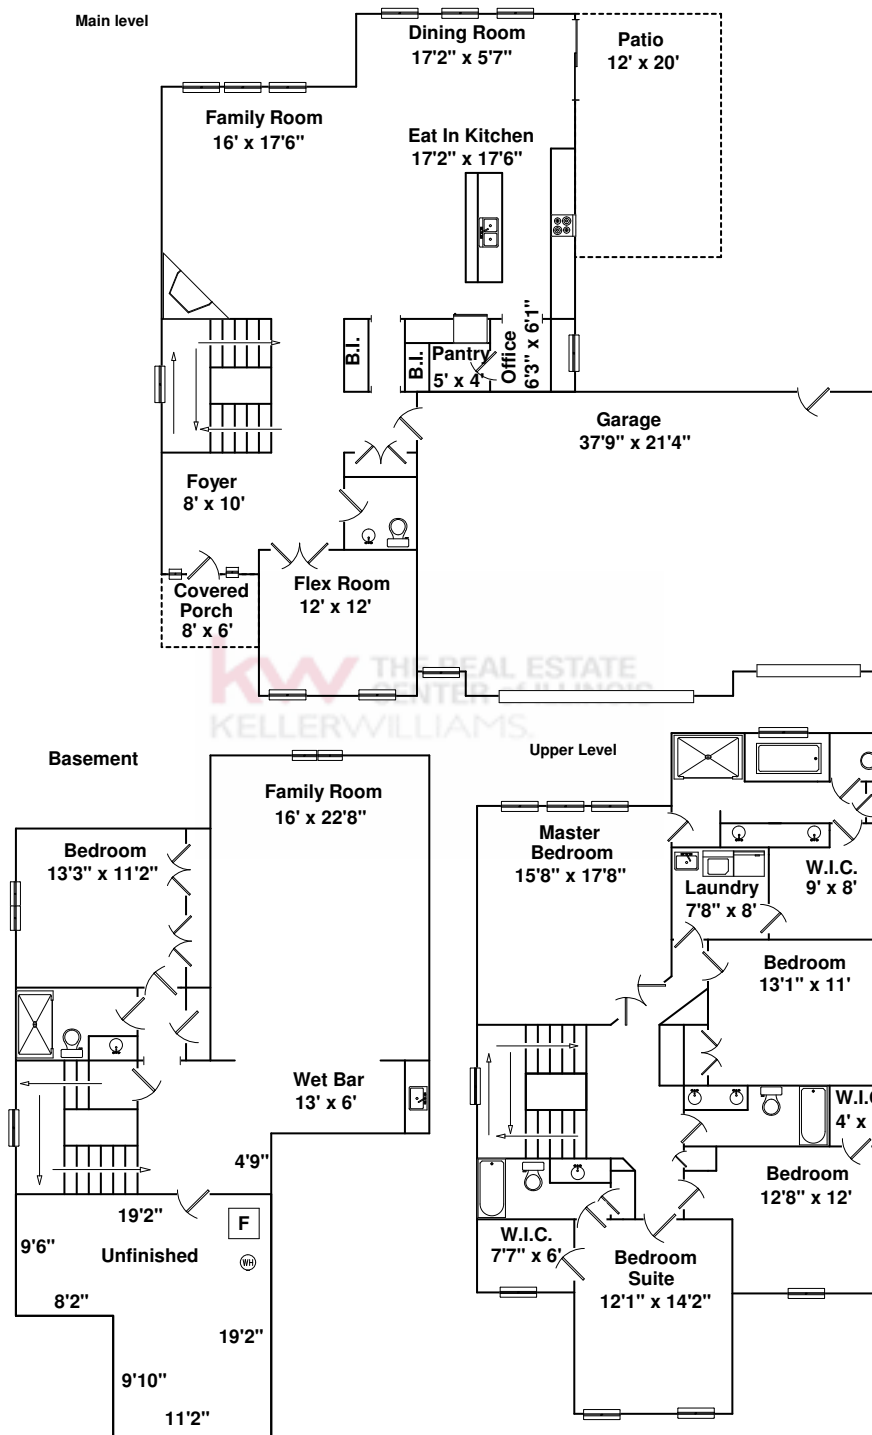 Main level
Dining Room
17'2" x 5'7"
Patio
12' x 20'
Family Room
16' x 17'6"
Eat In Kitchen
17'2" x 17'6"
B.I.
B.I.
Pantry
5' x 4'
Office
6'3" x 6'1"
Garage
37'9" x 21'4"
Foyer
8' x 10'
Flex Room
12' x 12'
Covered
Porch
8' x 6'
kw THE REAL ESTATE
CENTER OF ILLINOIS
KELLERWILLIAMS.
Basement
Family Room
16' x 22'8"
Bedroom
13'3" x 11'2"
Wet Bar
13' x 6'
4'9"
19'2"
F
9'6"
Unfinished
WH
8'2"
19'2"
9'10"
11'2"
Upper Level
Master
Bedroom
15'8" x 17'8"
Laundry
7'8" x 8'
W.I.C.
9' x 8'
Bedroom
13'1" x 11'
4' x
Bedroom
12'8" x 12'
W.I.C.
7'7" x 6'
Bedroom
Suite
12'1" x 14'2"